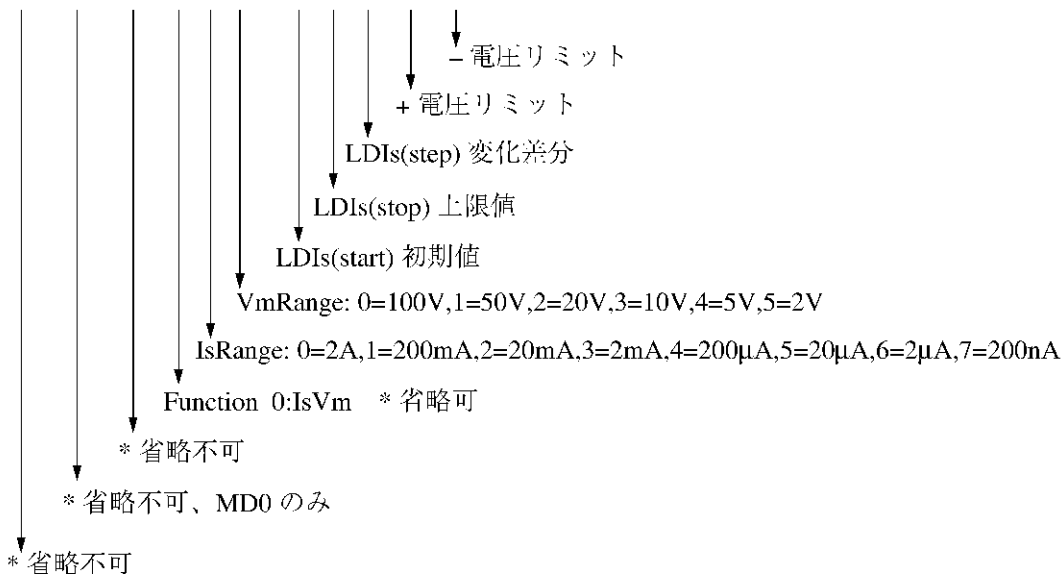 − 電圧リミット
+ 電圧リミット
LDIs(step) 変化差分
LDIs(stop) 上限値
LDIs(start) 初期値
VmRange: 0=100V,1=50V,2=20V,3=10V,4=5V,5=2V
IsRange: 0=2A,1=200mA,2=20mA,3=2mA,4=200μA,5=20μA,6=2μA,7=200nA
Function 0:IsVm * 省略可
* 省略不可
* 省略不可、MD0 のみ
* 省略不可